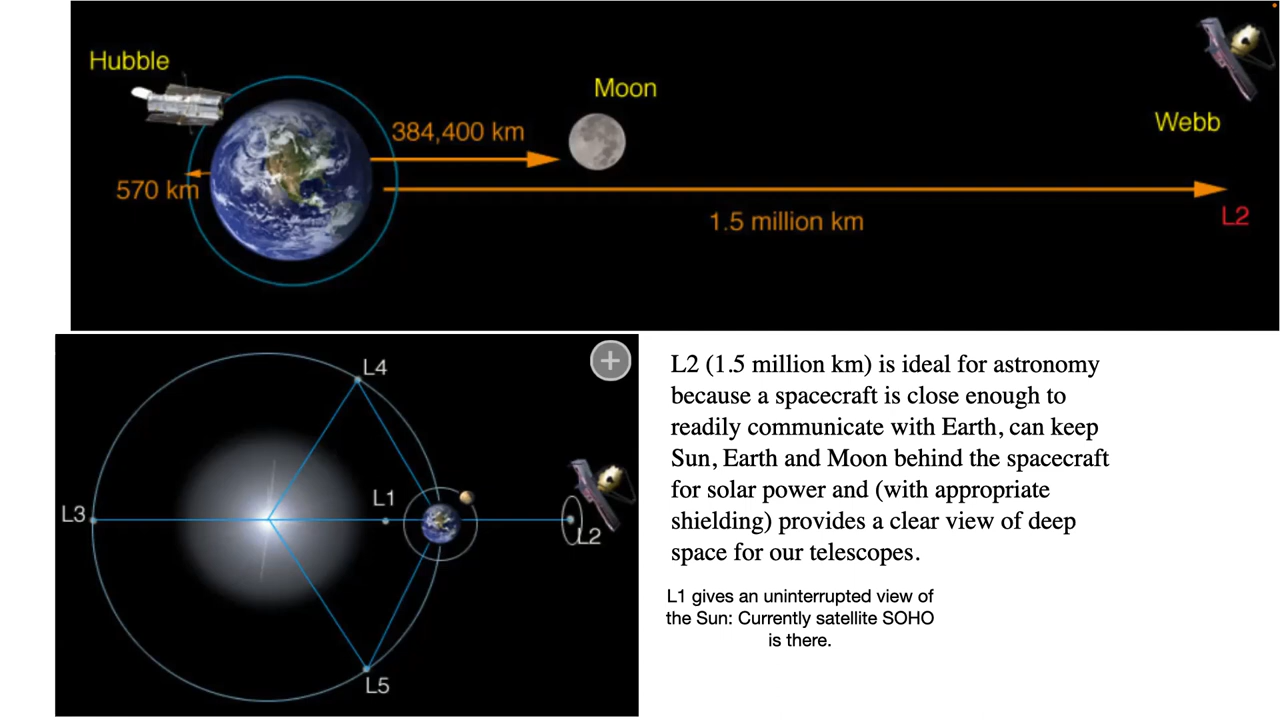 Hubble
Moon
384,400 km
Webb
570 km
1.5 million km
L2
L4
L3
L1
L2
L5
L2 (1.5 million km) is ideal for astronomy
because a spacecraft is close enough to
readily communicate with Earth, can keep
Sun, Earth and Moon behind the spacecraft
for solar power and (with appropriate
shielding) provides a clear view of deep
space for our telescopes.
L1 gives an uninterrupted view of
the Sun: Currently satellite SOHO
is there.